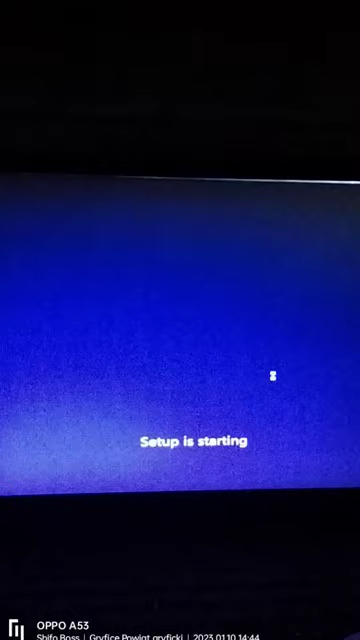 Setup is starting
OPPO A53
Shifo Boss | Gryfice Powiat gryficki | 2023.01.10 14:44